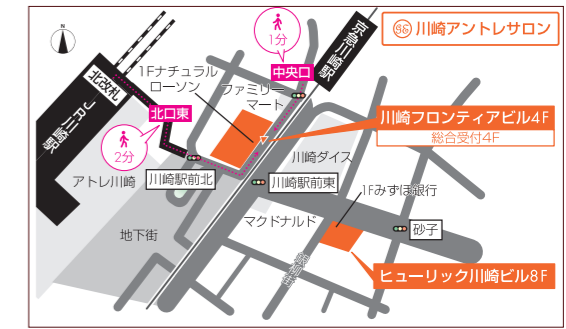 川崎アントレサロン
1分
京急川崎駅
中央口
北改札
JR川崎駅
1Fナチュラル
ローソン
ファミリー
マート
北口東
2分
川崎フロンティアビル4F
総合受付4F
川崎ダイス
アトレ川崎
川崎駅前北
川崎駅前東
1Fみずほ銀行
マクドナルド
砂子
地下街
銀柳街
ヒューリック川崎ビル8F